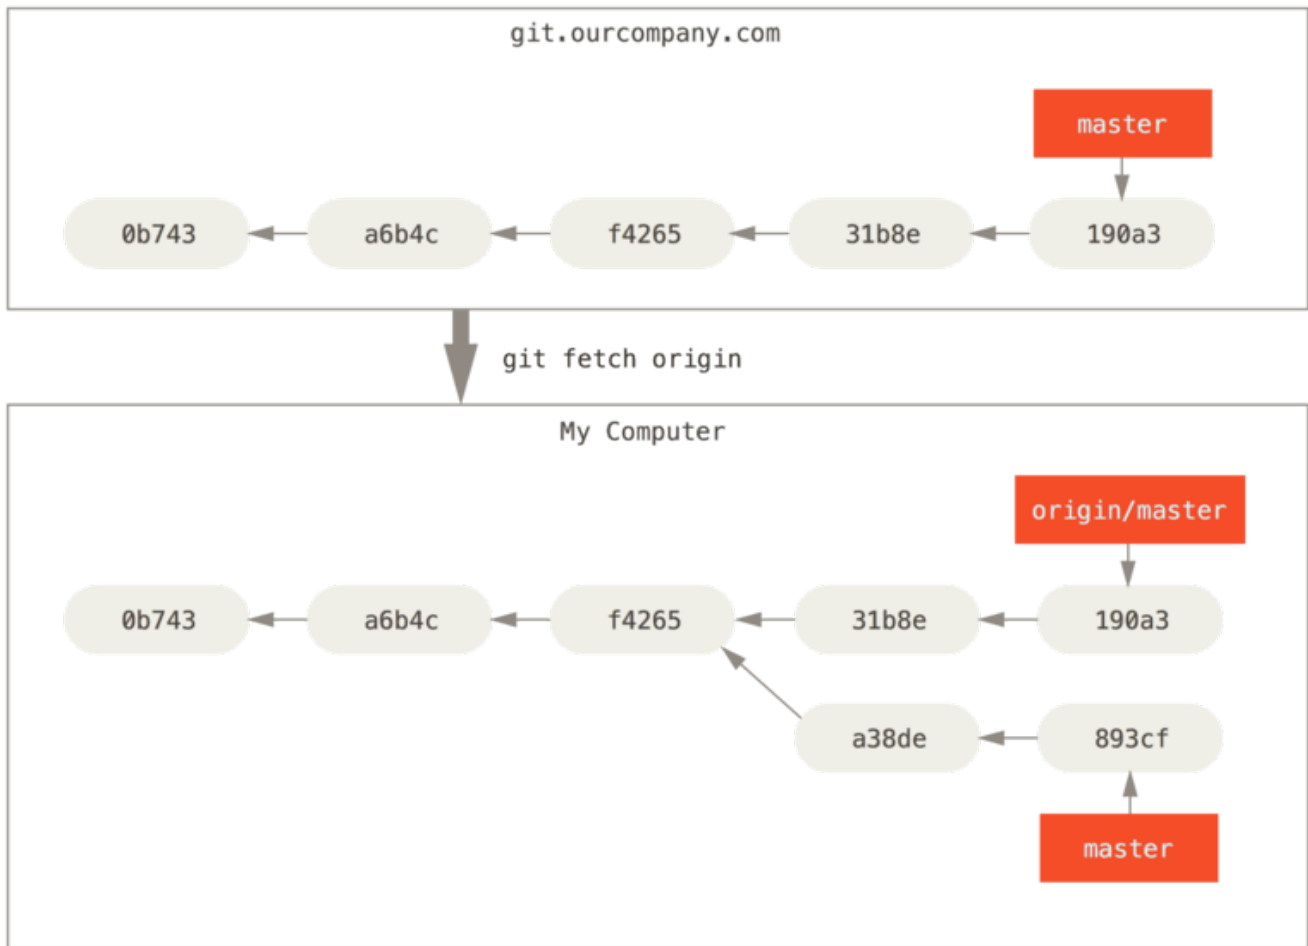 git.ourcompany.com
master
0b743 a6b4c f4265 31b8e 190a3
git fetch origin
My Computer
origin/master
0b743 a6b4c f4265 31b8e 190a3
a38de 893cf
master